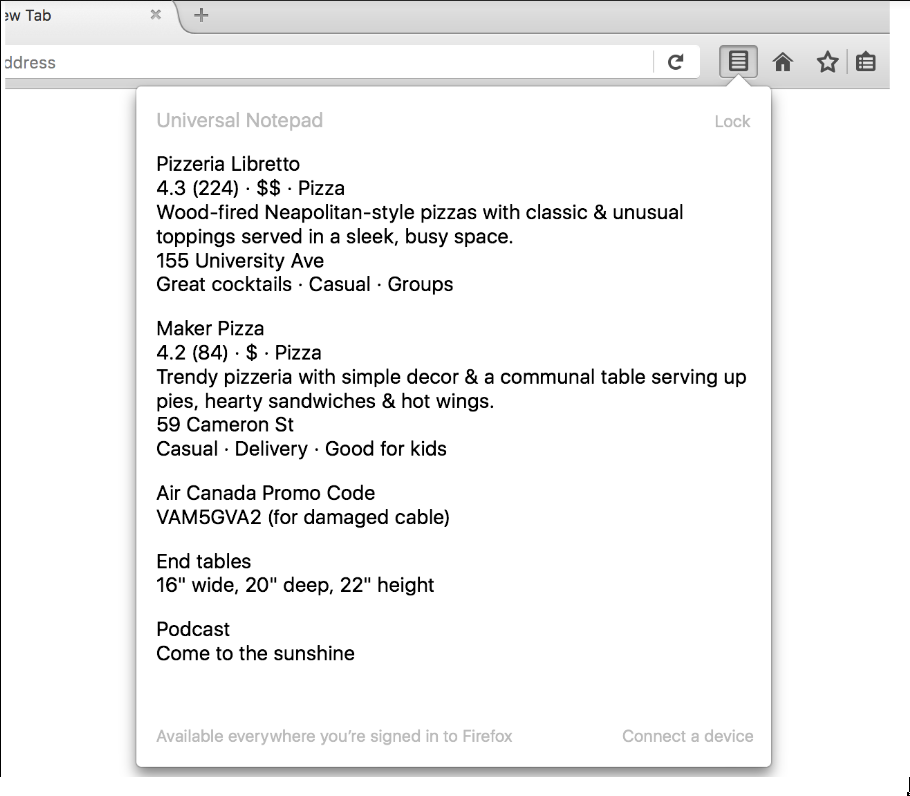 ew Tab
ddress
Universal Notepad
Lock
Pizzeria Libretto
4.3 (224) · $$ · Pizza
Wood-fired Neapolitan-style pizzas with classic & unusual
toppings served in a sleek, busy space.
155 University Ave
Great cocktails · Casual · Groups
Maker Pizza
4.2 (84) · $ · Pizza
Trendy pizzeria with simple decor & a communal table serving up
pies, hearty sandwiches & hot wings.
59 Cameron St
Casual · Delivery · Good for kids
Air Canada Promo Code
VAM5GVA2 (for damaged cable)
End tables
16" wide, 20" deep, 22" height
Podcast
Come to the sunshine
Available everywhere you’re signed in to Firefox
Connect a device